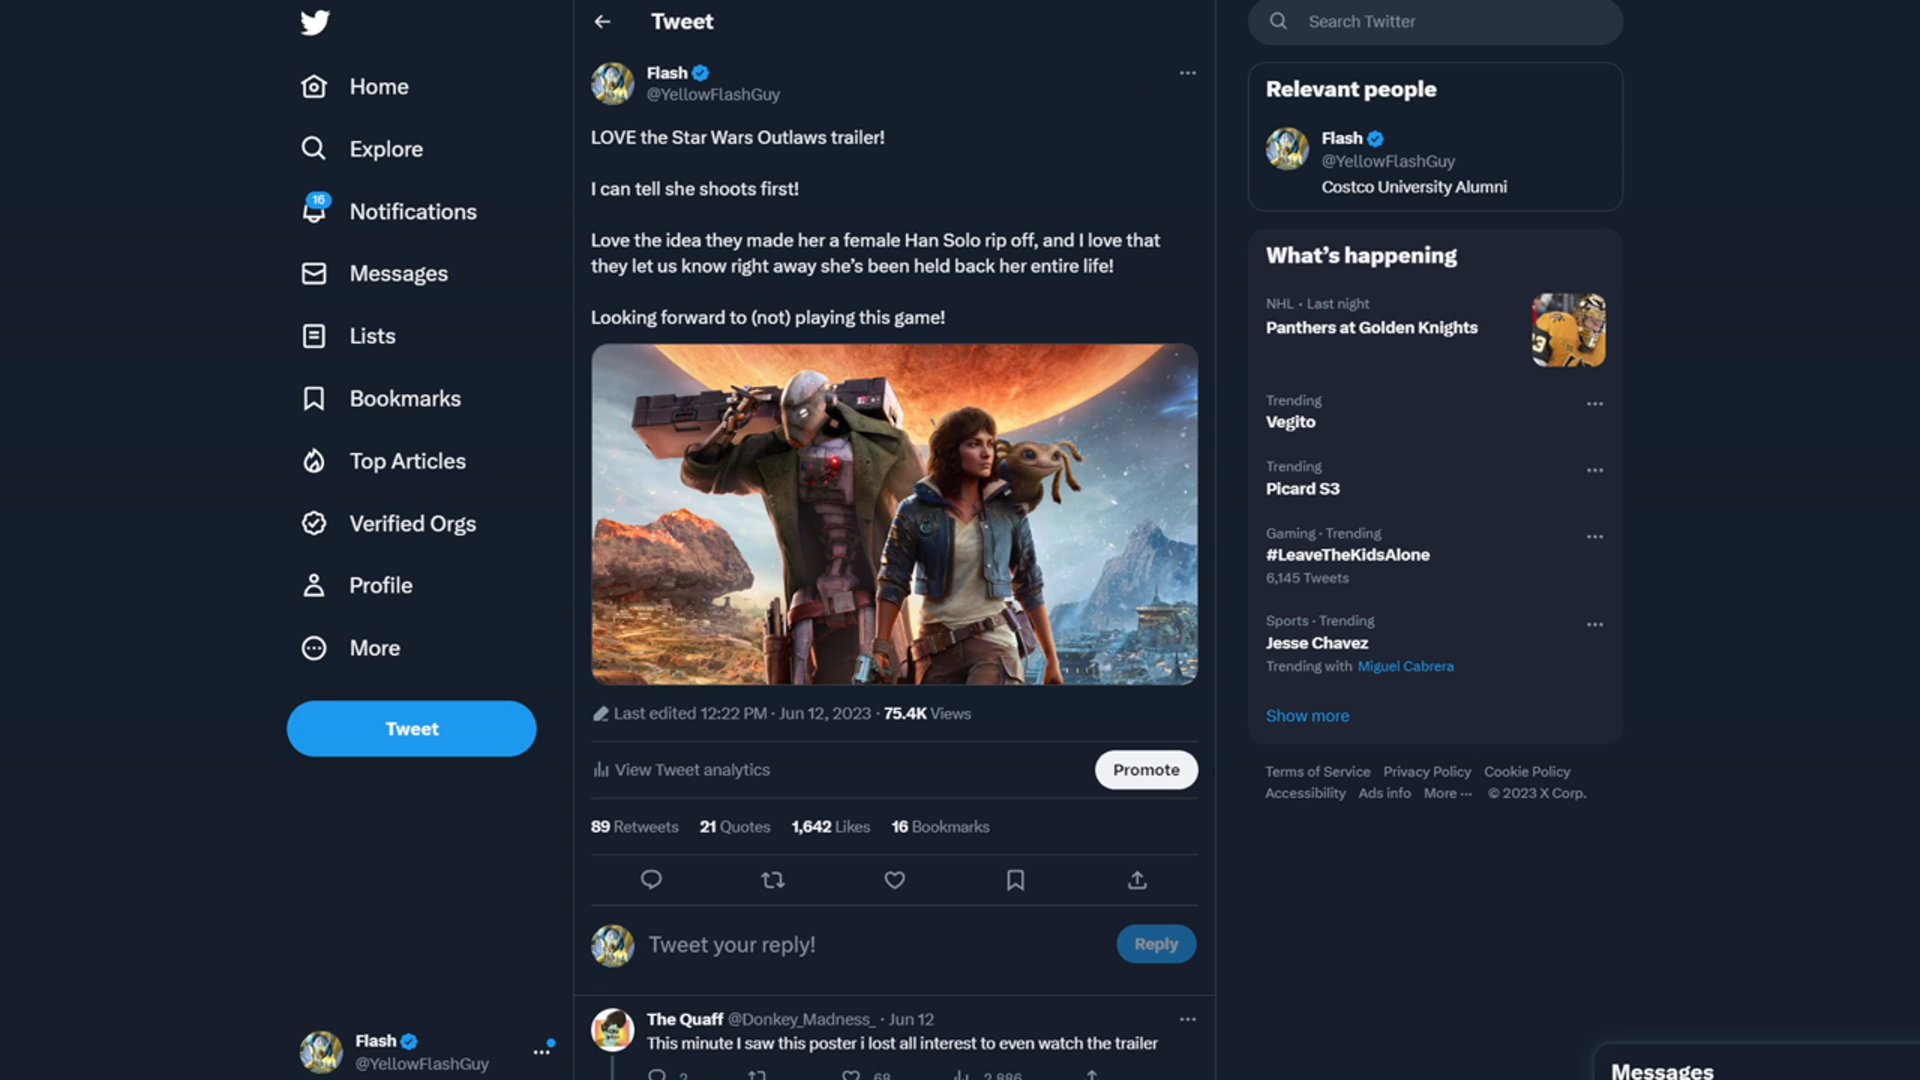 Home
Explore
16
Notifications
Messages
Lists
Bookmarks
Top Articles
Verified Orgs
Profile
More
Tweet
Flash
@YellowFlashGuy
Tweet
Flash
@YellowFlashGuy
LOVE the Star Wars Outlaws trailer!
I can tell she shoots first!
Love the idea they made her a female Han Solo rip off, and I love that
they let us know right away she's been held back her entire life!
Looking forward to (not) playing this game!
Last edited 12:22 PM · Jun 12, 2023 · 75.4K Views
View Tweet analytics
Promote
89 Retweets 21 Quotes 1,642 Likes 16 Bookmarks
Tweet your reply!
Reply
The Quaff @Donkey_Madness_ · Jun 12
This minute I saw this poster i lost all interest to even watch the trailer
2 68 2,886
Search Twitter
Relevant people
Flash
@YellowFlashGuy
Costco University Alumni
What's happening
NHL · Last night
Panthers at Golden Knights
Trending
Vegito
Trending
Picard S3
Gaming · Trending
#LeaveTheKidsAlone
6,145 Tweets
Sports · Trending
Jesse Chavez
Trending with Miguel Cabrera
Show more
Terms of Service Privacy Policy Cookie Policy
Accessibility Ads info More ··· © 2023 X Corp.
Messages